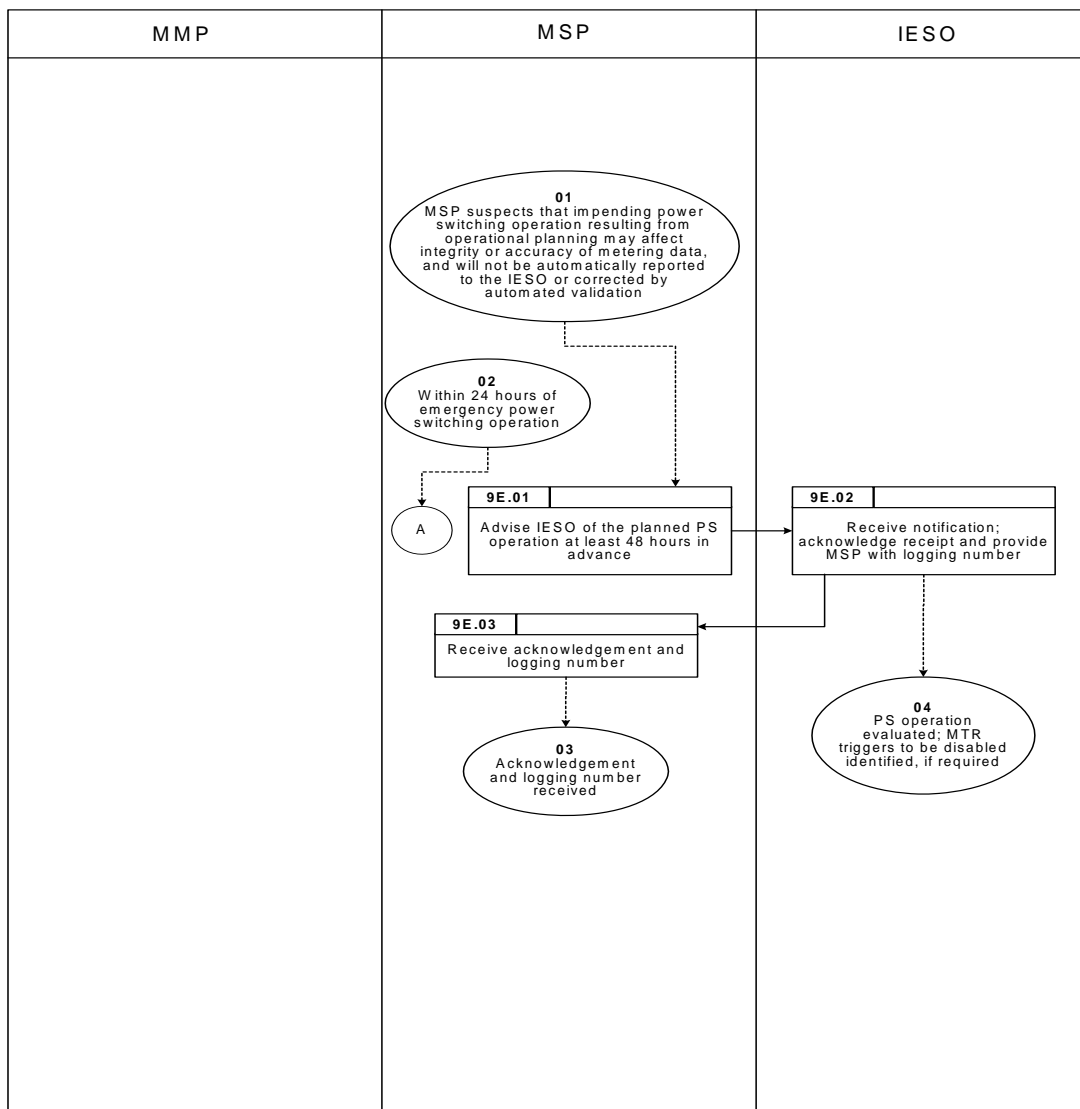 MMP
MSP
IESO
01
MSP suspects that impending power
switching operation resulting from
operational planning may affect
integrity or accuracy of metering data,
and will not be automatically reported
to the IESO or corrected by
automated validation
02
Within 24 hours of
emergency power
switching operation
A
9E.01
Advise IESO of the planned PS
operation at least 48 hours in
advance
9E.02
Receive notification;
acknowledge receipt and provide
MSP with logging number
9E.03
Receive acknowledgement and
logging number
03
Acknowledgement
and logging number
received
04
PS operation
evaluated; MTR
triggers to be disabled
identified, if required